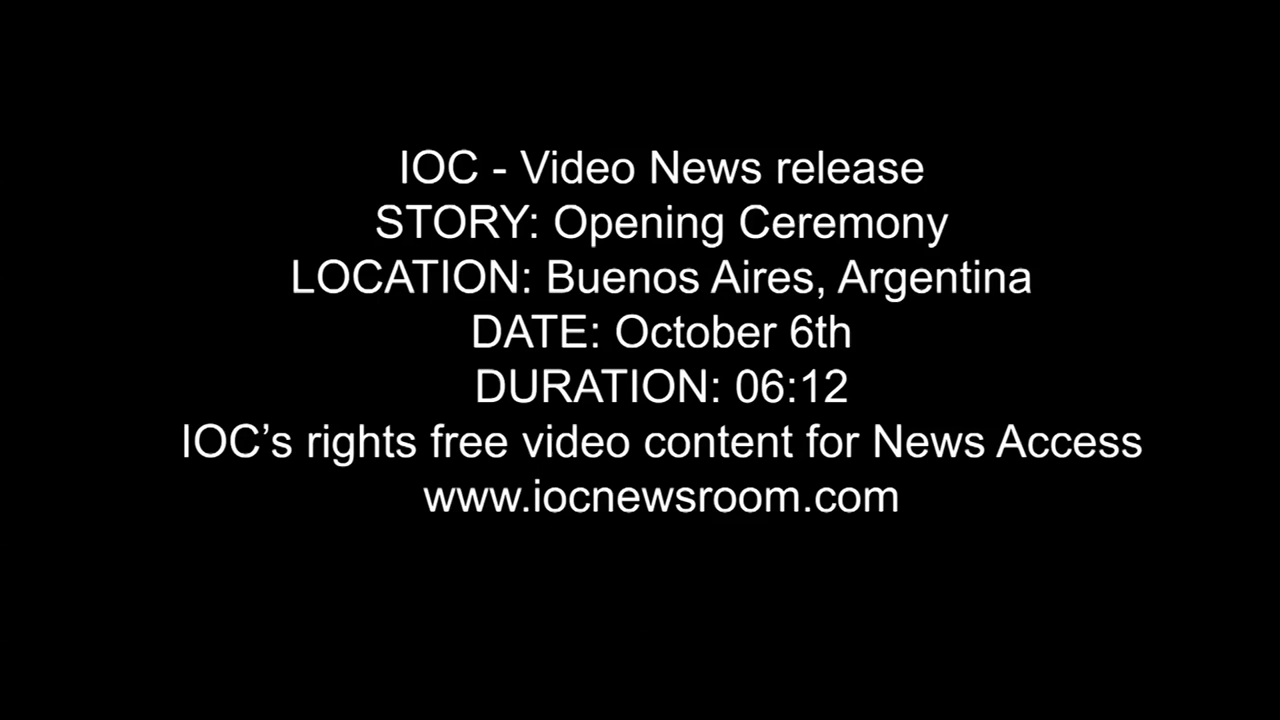 IOC - Video News release
STORY: Opening Ceremony
LOCATION: Buenos Aires, Argentina
DATE: October 6th
DURATION: 06:12
IOC’s rights free video content for News Access
www.iocnewsroom.com